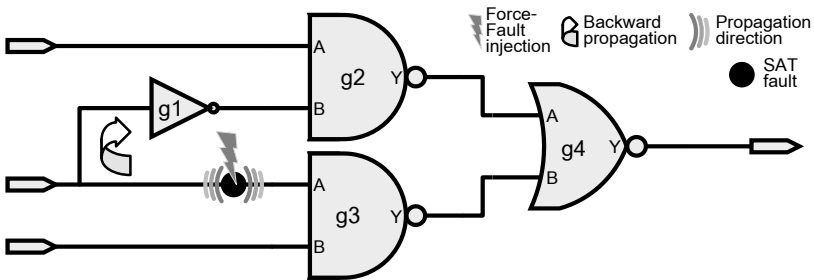 Force-
Fault
injection
Backward
propagation
Propagation
direction
SAT
fault
A
g2
Y
B
g1
A
g4
Y
B
A
g3
Y
B